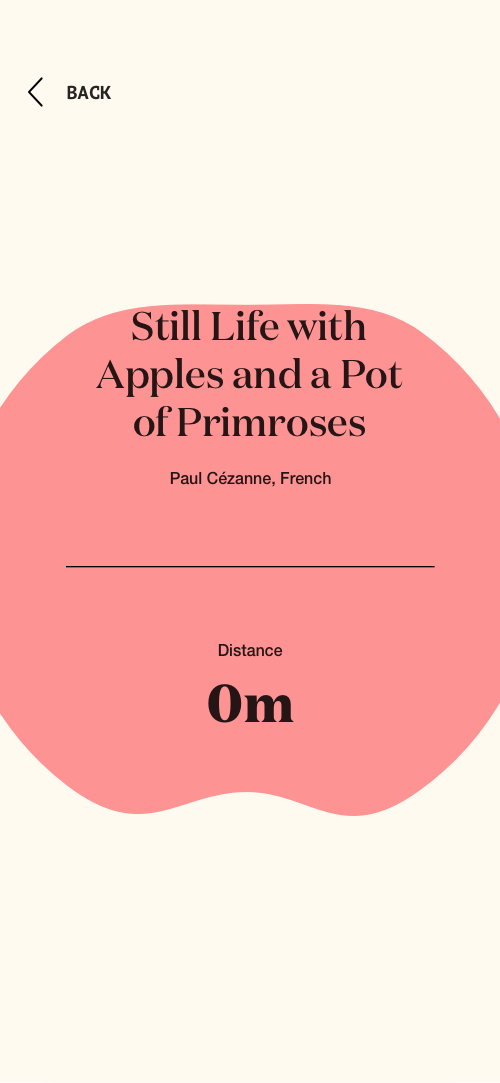 BACK
Still Life with
Apples and a Pot
of Primroses
Paul Cézanne, French
Distance
0m